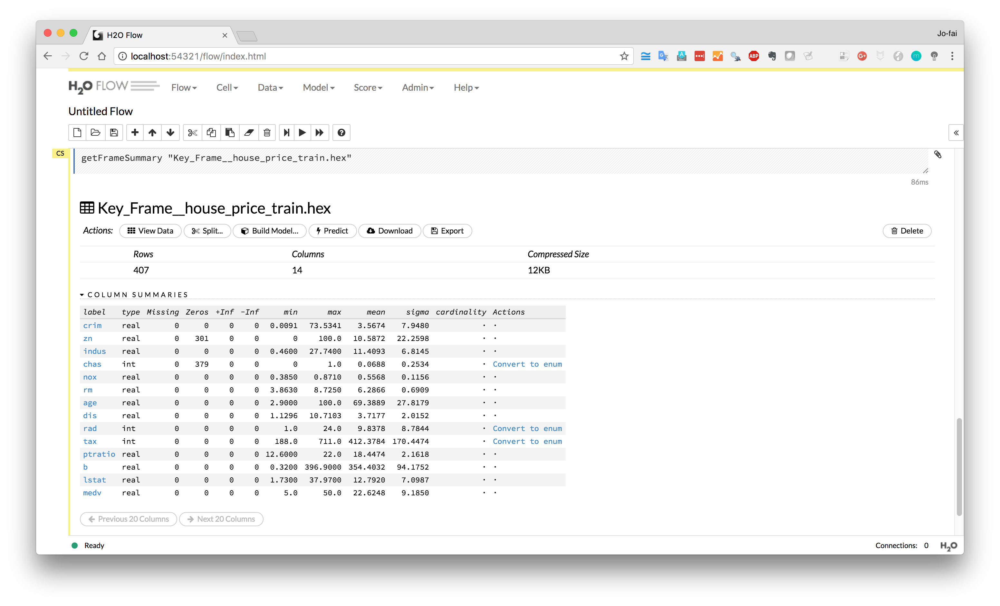 H2O Flow
Jo-fai
localhost:54321/flow/index.html
ABP
G+
m
H2O FLOW Flow Cell Data Model Score Admin Help
Untitled Flow
CS
getFrameSummary "Key_Frame__house_price_train.hex"
86ms
Key_Frame__house_price_train.hex
Actions: View Data Split... Build Model... Predict Download Export Delete
Rows Columns Compressed Size
407 14 12KB
COLUMN SUMMARIES
label type Missing Zeros +Inf -Inf min max mean sigma cardinality Actions
crim real 0 0 0 0 0.0091 73.5341 3.5674 7.9480 · ·
zn real 0 301 0 0 0 100.0 10.5872 22.2598 · ·
indus real 0 0 0 0 0.4600 27.7400 11.4093 6.8145 · ·
chas int 0 379 0 0 0 1.0 0.0688 0.2534 · Convert to enum
nox real 0 0 0 0 0.3850 0.8710 0.5568 0.1156 · ·
rm real 0 0 0 0 3.8630 8.7250 6.2866 0.6909 · ·
age real 0 0 0 0 2.9000 100.0 69.3889 27.8179 · ·
dis real 0 0 0 0 1.1296 10.7103 3.7177 2.0152 · ·
rad int 0 0 0 0 1.0 24.0 9.8378 8.7844 · Convert to enum
tax int 0 0 0 0 188.0 711.0 412.3784 170.4474 · Convert to enum
ptratio real 0 0 0 0 12.6000 22.0 18.4474 2.1618 · ·
b real 0 0 0 0 0.3200 396.9000 354.4032 94.1752 · ·
lstat real 0 0 0 0 1.7300 37.9700 12.7920 7.0987 · ·
medv real 0 0 0 0 5.0 50.0 22.6248 9.1850 · ·
Previous 20 Columns Next 20 Columns
Ready
Connections: 0 H2O